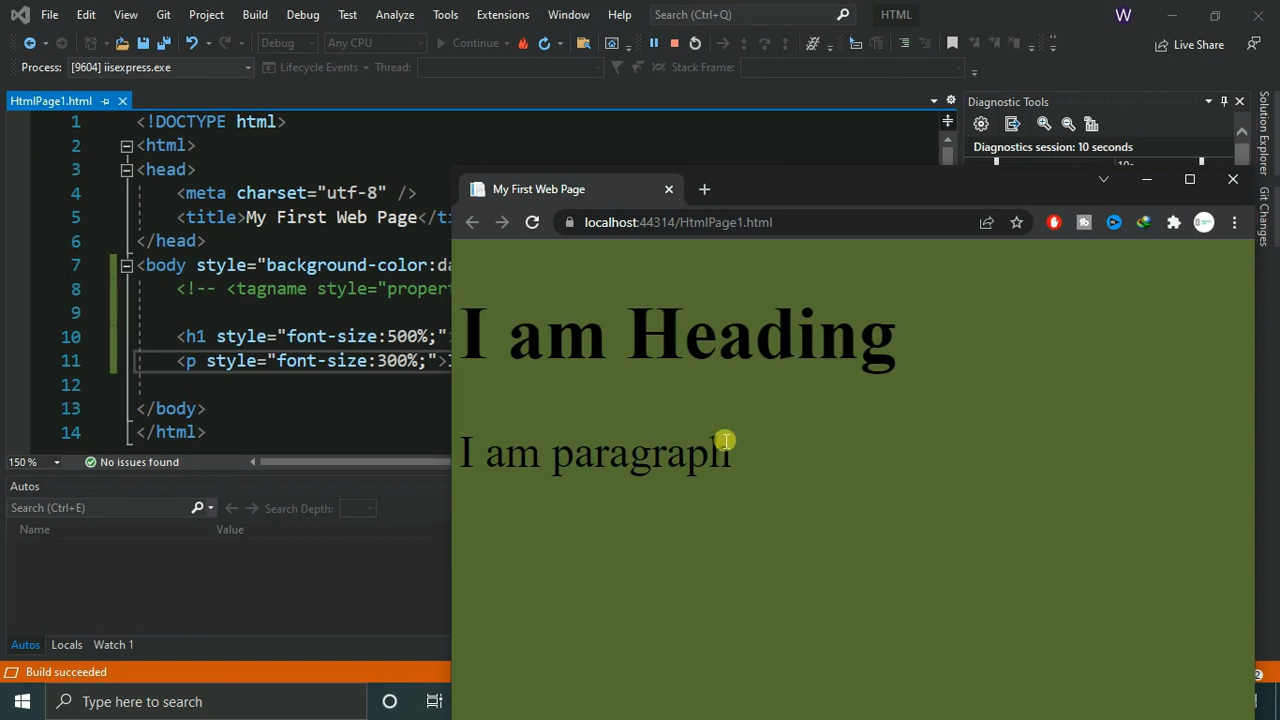 File Edit View Git Project Build Debug Test Analyze Tools Extensions Window Help Search (Ctrl+Q) HTML W
Debug Any CPU Continue Live Share
Process: [9604] iisexpress.exe Lifecycle Events Thread: Stack Frame:
HtmlPage1.html
Diagnostic Tools
Diagnostics session: 10 seconds
1 <!DOCTYPE html>
2 <html>
3 <head>
4 <meta charset="utf-8" />
5 <title>My First Web Page</ti
6 </head>
7 <body style="background-color:da
8 <!-- <tagname style="propert
9
10 <h1 style="font-size:500%;">
11 <p style="font-size:300%;">
12
13 </body>
14 </html>
150 % No issues found
Autos
Search (Ctrl+E) Search Depth:
Name Value
Autos Locals Watch 1
Build succeeded
Type here to search
My First Web Page
localhost:44314/HtmlPage1.html
I am Heading
I am paragraph
Solution Explorer
Git Changes
2